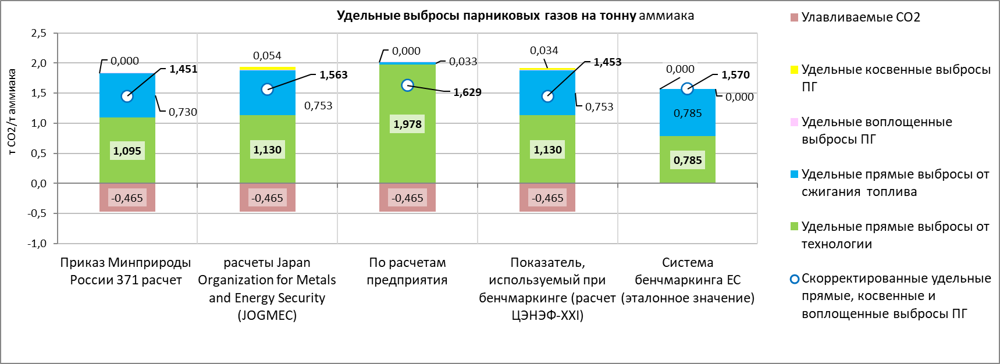 Удельные выбросы парниковых газов на тонну аммиака
т СО2/т аммиака
2,5
2,0
1,5
1,0
0,5
0,0
-0,5
-1,0
0,000
1,451
0,730
1,095
-0,465
0,054
1,563
0,753
1,130
-0,465
0,000
0,033
1,629
1,978
-0,465
0,034
1,453
0,753
1,130
-0,465
0,000
1,570
0,000
0,785
0,785
Приказ Минприроды
России 371 расчет
расчеты Japan
Organization for Metals
and Energy Security
(JOGMEC)
По расчетам
предприятия
Показатель,
используемый при
бенчмаркинге (расчет
ЦЭНЭФ-XXI)
Система
бенчмаркинга ЕС
(эталонное значение)
Улавливаемые СО2
Удельные косвенные выбросы
ПГ
Удельные воплощенные
выбросы ПГ
Удельные прямые выбросы от
сжигания топлива
Удельные прямые выбросы от
технологии
Скорректированные удельные
прямые, косвенные и
воплощенные выбросы ПГ